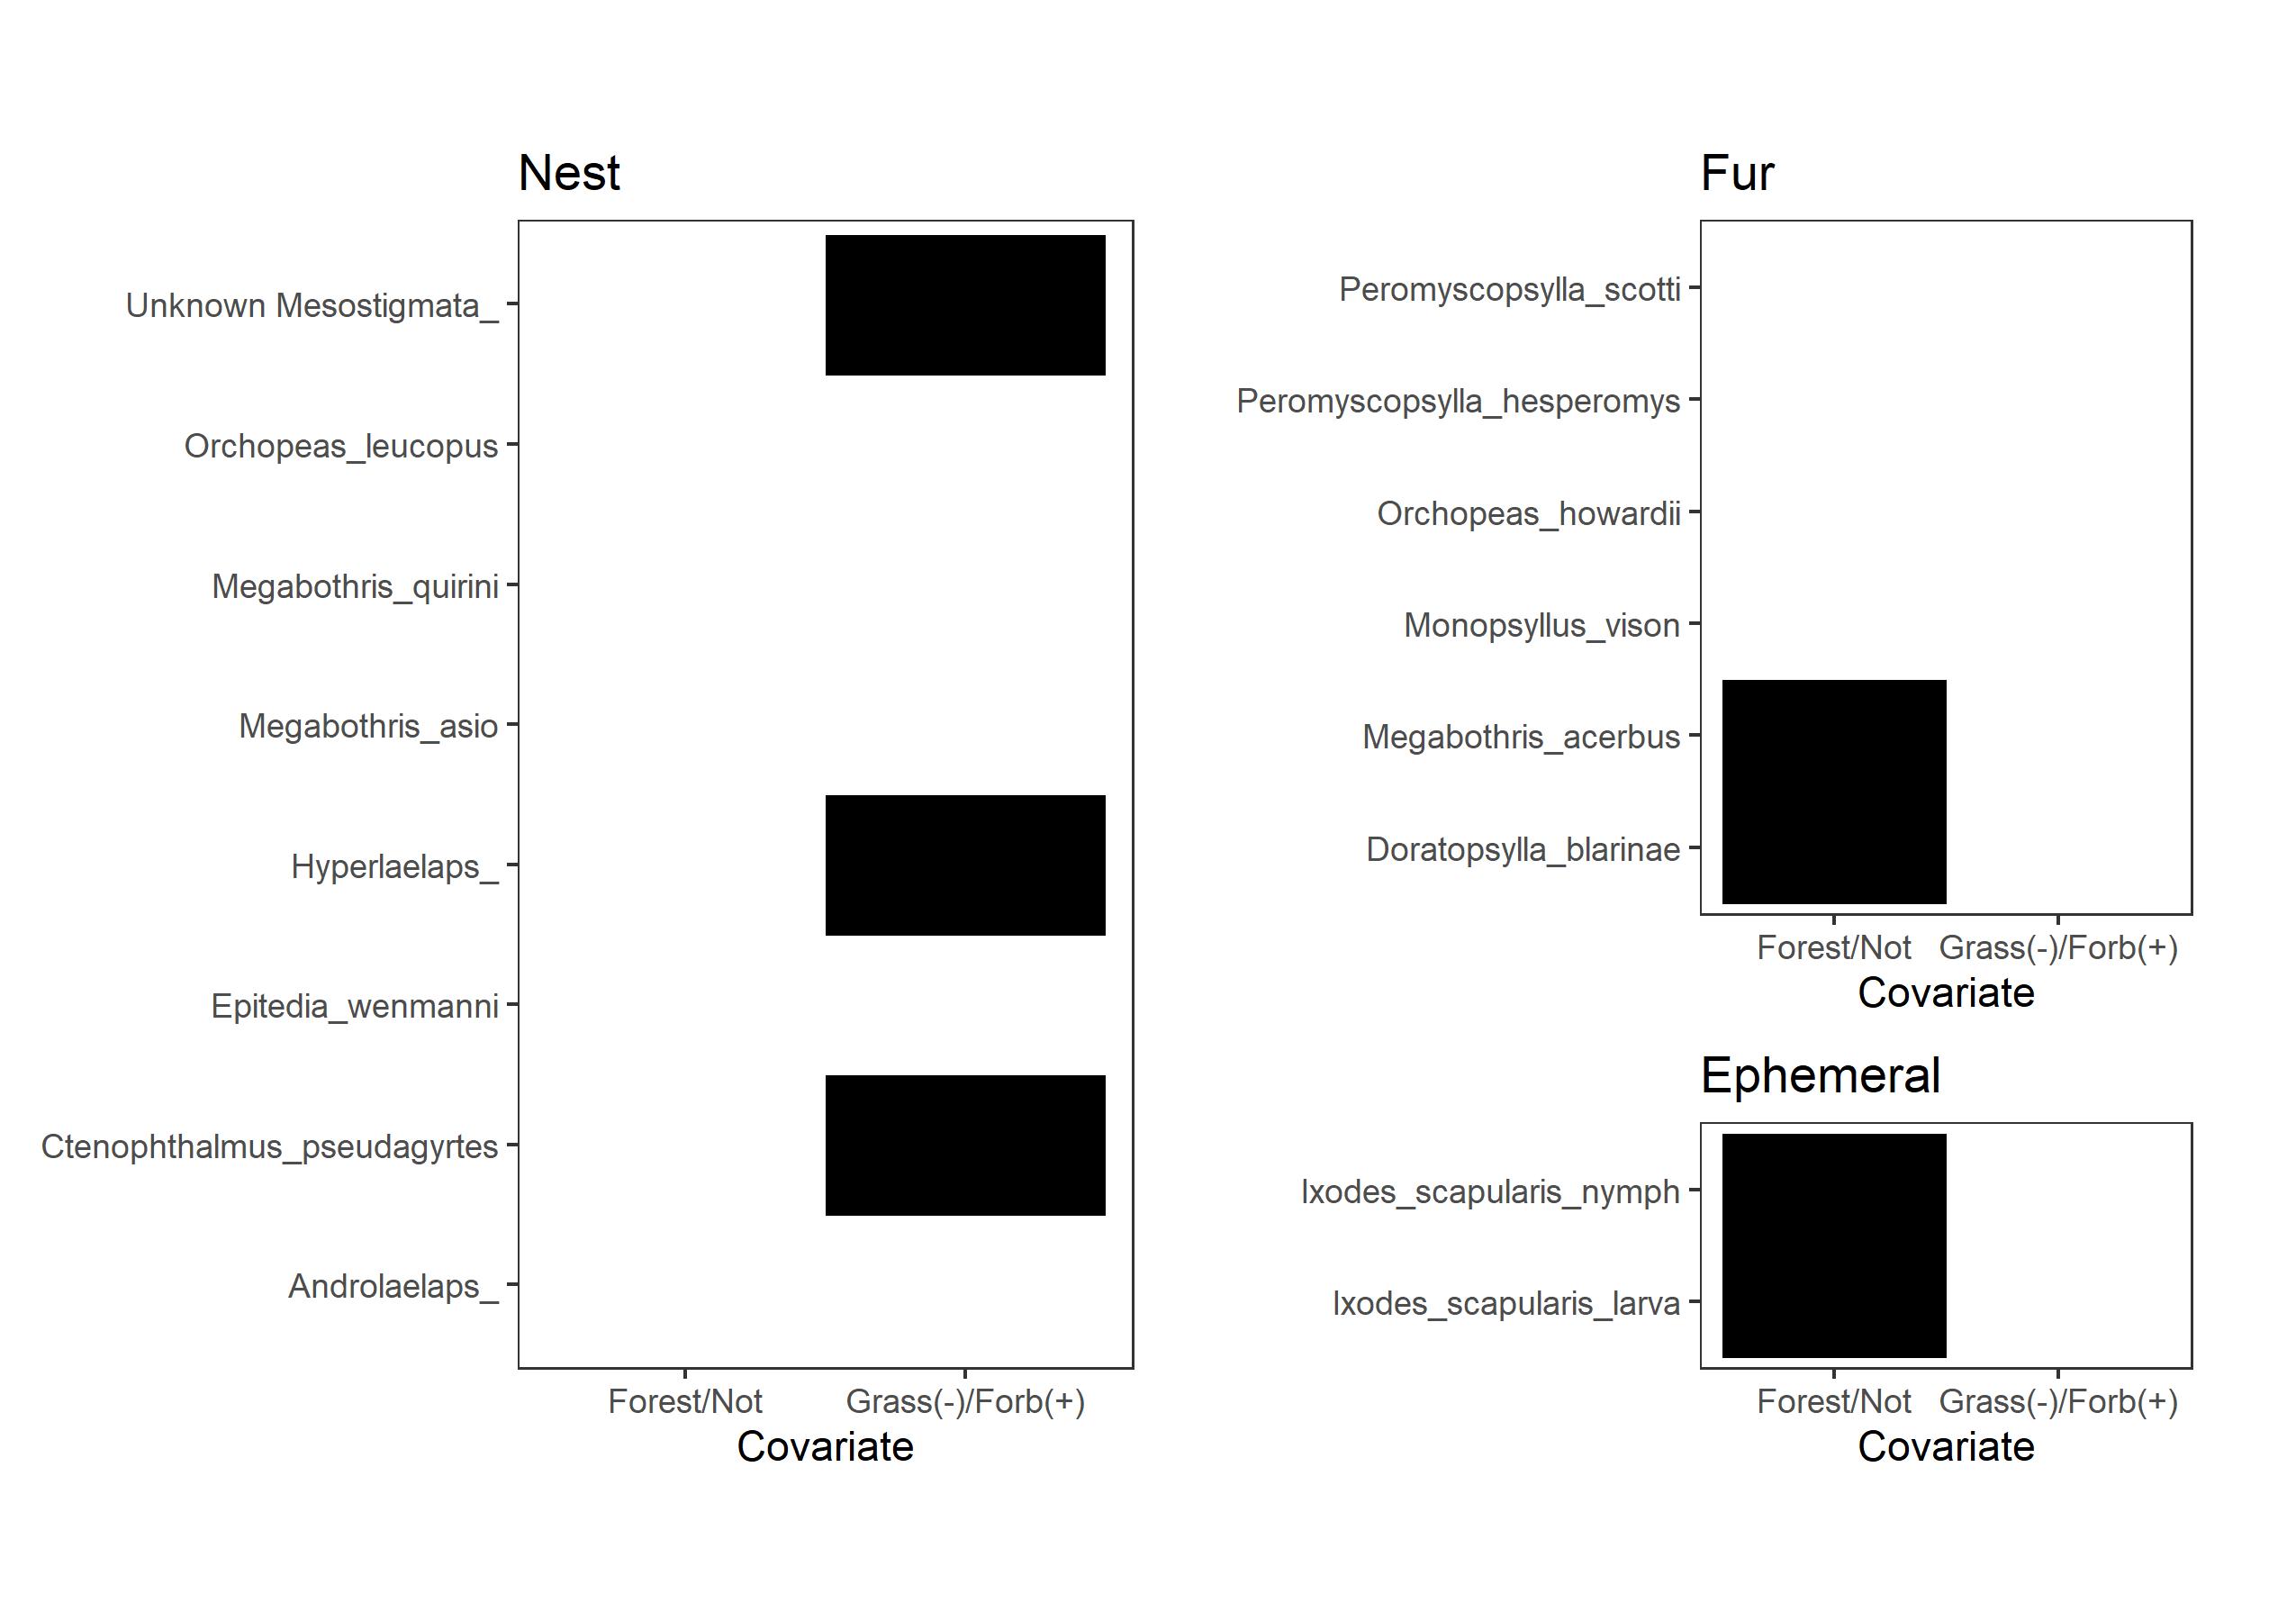 Nest
Unknown Mesostigmata_
Orchopeas_leucopus
Megabothris_quirini
Megabothris_asio
Hyperlaelaps_
Epitedia_wenmanni
Ctenophthalmus_pseudagyrtes
Androlaelaps_
Forest/Not
Grass(-)/Forb(+)
Covariate
Fur
Peromyscopsylla_scotti
Peromyscopsylla_hesperomys
Orchopeas_howardii
Monopsyllus_vison
Megabothris_acerbus
Doratopsylla_blarinae
Forest/Not
Grass(-)/Forb(+)
Covariate
Ephemeral
Ixodes_scapularis_nymph
Ixodes_scapularis_larva
Forest/Not
Grass(-)/Forb(+)
Covariate